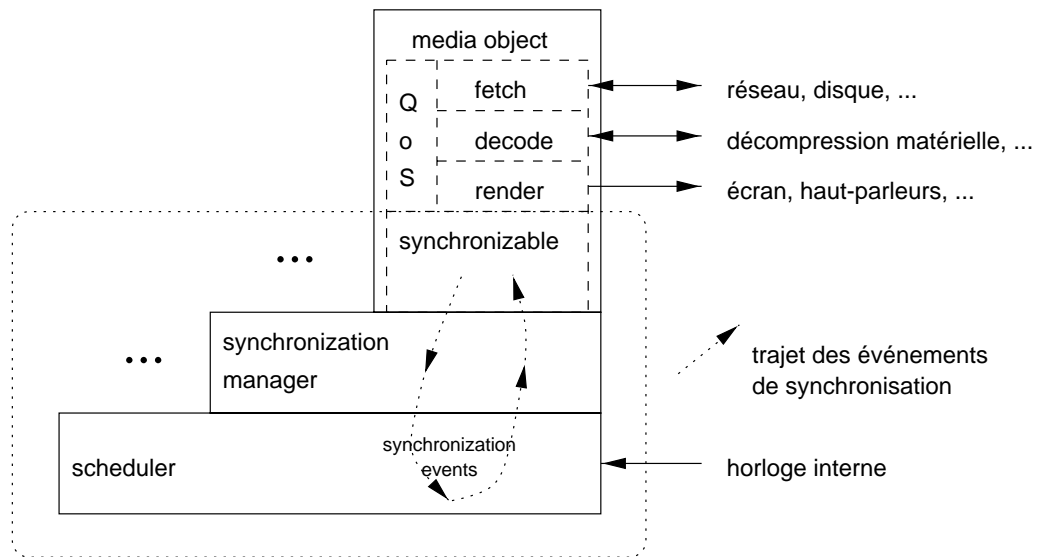 media object
Q
o
S
fetch
decode
render
synchronizable
réseau, disque, ...
décompression matérielle, ...
écran, haut-parleurs, ...
...
synchronization
manager
...
trajet des événements
de synchronisation
scheduler
synchronization
events
horloge interne